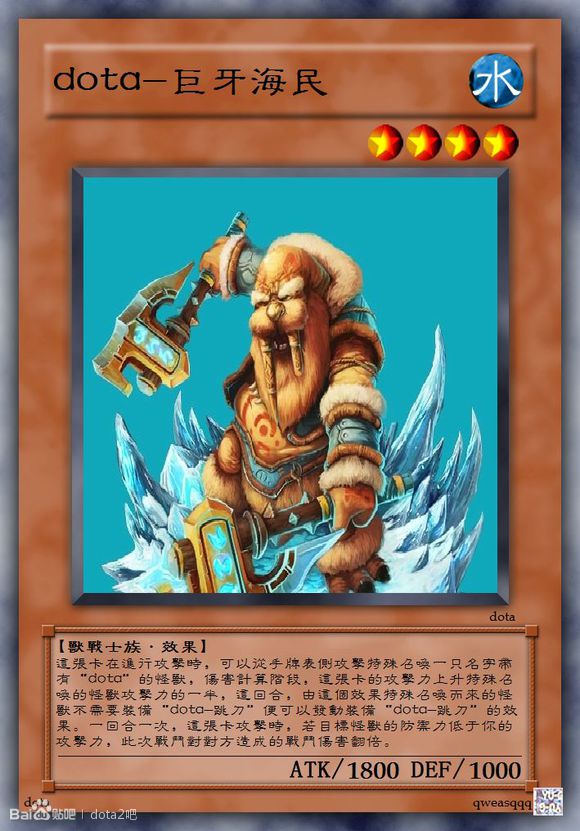 dota-巨牙海民
水
dota
【獸戰士族·效果】
這張卡在進行攻擊時，可以從手牌表側攻擊特殊召喚一只名字帶
有“dota”的怪獸，傷害計算階段，這張卡的攻擊力上升特殊召
喚的怪獸攻擊力的一半，這回合，由這個效果特殊召喚而來的怪
獸不需要裝備“dota-跳刀”便可以發動裝備“dota-跳刀”的效
果。一回合一次，這張卡攻擊時，若目標怪獸的防禦力低于你的
攻擊力，此次戰鬥對對方造成的戰鬥傷害翻倍。
ATK/1800 DEF/1000
qweasqqq
Bai貼吧 | dota2吧